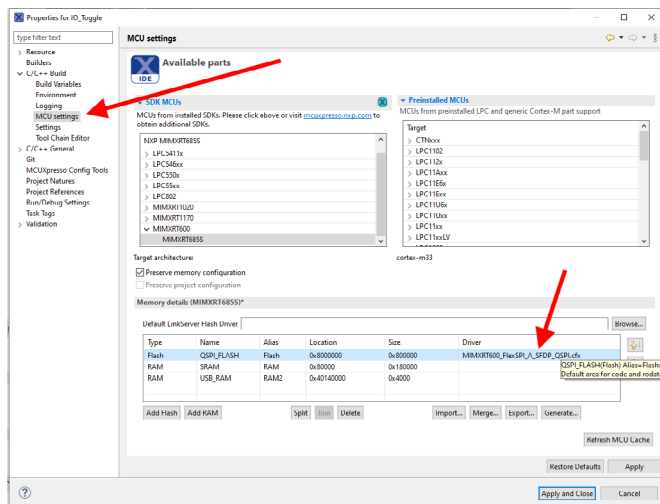 Properties for IO_Toggle
type filter text
MCU settings
Resource
Builders
C/C++ Build
Build Variables
Environment
Logging
MCU settings
Settings
Tool Chain Editor
C/C++ General
Git
MCUXpresso Config Tools
Project Natures
Project References
Run/Debug Settings
Task Tags
Validation
IDE
Available parts
SDK MCUs
MCUs from installed SDKs. Please click above or visit mcuxpresso.nxp.com to
obtain additional SDKs.
NXP MIMXRT685S
LPC5411x
LPC546xx
LPC550x
LPC55xx
LPC802
MIMXRT1020
MIMXRT1170
MIMXRT600
MIMXRT685S
Preinstalled MCUs
MCUs from preinstalled LPC and generic Cortex-M part support
Target
CTNxxx
LPC1102
LPC112x
LPC11Axx
LPC11E6x
LPC11Exx
LPC11U6x
LPC11Uxx
LPC11xx
LPC11xxLV
Target architecture:
cortex-m33
Preserve memory configuration
Preserve project configuration
Memory details (MIMXRT685S)*
Default LinkServer Flash Driver
Browse...
Type Name Alias Location Size Driver
Flash QSPI_FLASH Flash 0x8000000 0x800000 MIMXRT600_FlexSPI_A_SFDP_QSPI.cfx
RAM SRAM RAM 0x80000 0x180000
RAM USB_RAM RAM2 0x40140000 0x4000
QSPI_FLASH(Flash) Alias=Flash
Default area for code and rodat
Add Flash Add RAM Split Join Delete Import... Merge... Export... Generate...
Refresh MCU Cache
Restore Defaults Apply
Apply and Close Cancel